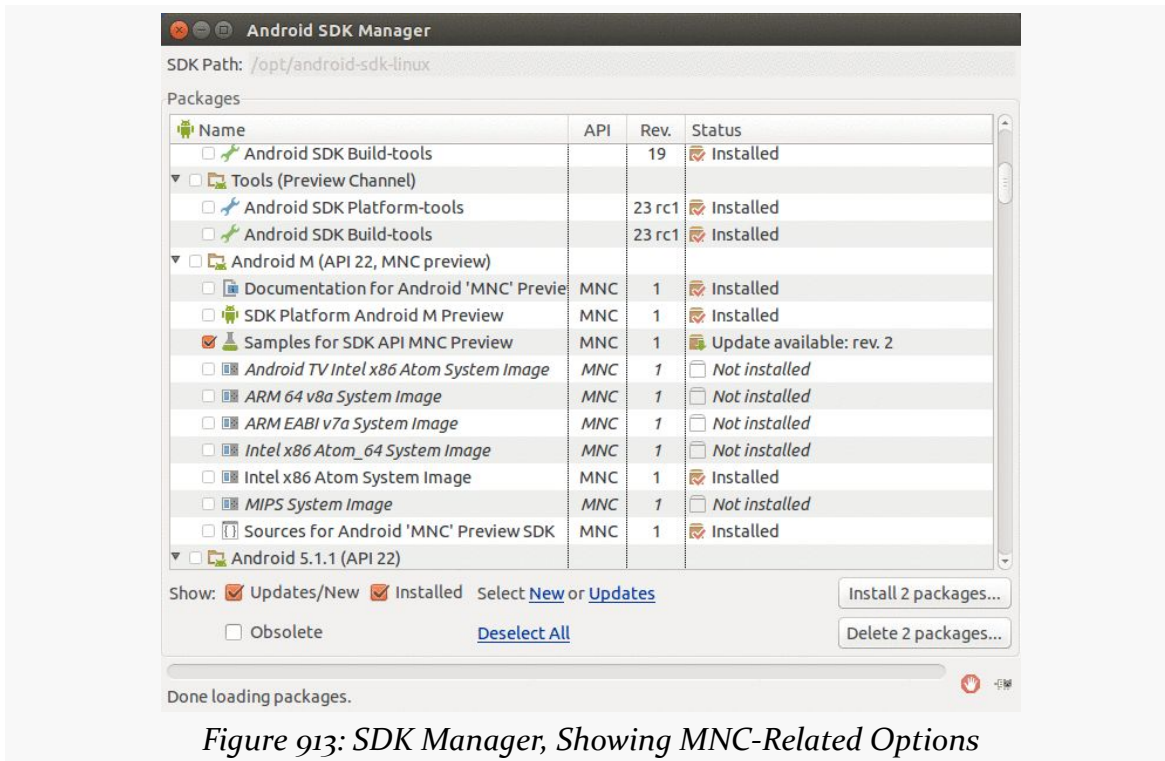 Android SDK Manager
SDK Path: /opt/android-sdk-linux
Packages
Name API Rev. Status
Android SDK Build-tools 19 Installed
Tools (Preview Channel)
Android SDK Platform-tools 23 rc1 Installed
Android SDK Build-tools 23 rc1 Installed
Android M (API 22, MNC preview)
Documentation for Android 'MNC' Previe MNC 1 Installed
SDK Platform Android M Preview MNC 1 Installed
Samples for SDK API MNC Preview MNC 1 Update available: rev. 2
Android TV Intel x86 Atom System Image MNC 1 Not installed
ARM 64 v8a System Image MNC 1 Not installed
ARM EABI v7a System Image MNC 1 Not installed
Intel x86 Atom_64 System Image MNC 1 Not installed
Intel x86 Atom System Image MNC 1 Installed
MIPS System Image MNC 1 Not installed
Sources for Android 'MNC' Preview SDK MNC 1 Installed
Android 5.1.1 (API 22)
Show: Updates/New Installed Select New or Updates Install 2 packages...
Obsolete Deselect All Delete 2 packages...
Done loading packages.
Figure 913: SDK Manager, Showing MNC-Related Options